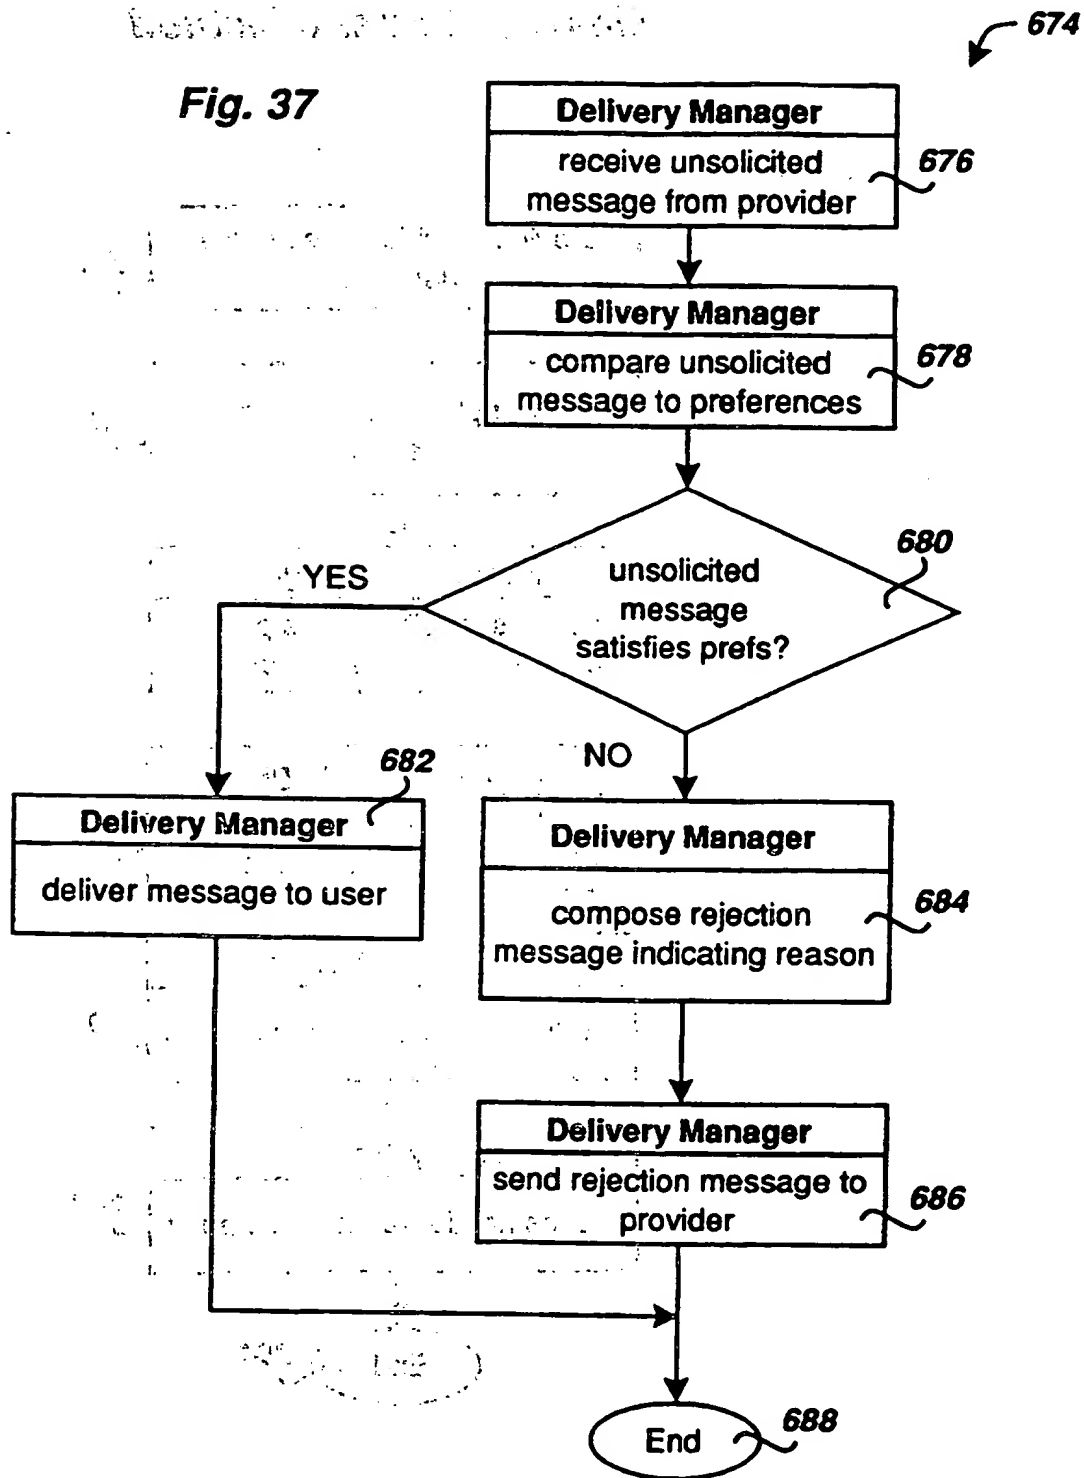 674
Fig. 37
Delivery Manager
receive unsolicited
message from provider
676
Delivery Manager
compare unsolicited
message to preferences
678
unsolicited
message
satisfies prefs?
680
YES
NO
682
Delivery Manager
deliver message to user
Delivery Manager
compose rejection
message indicating reason
684
Delivery Manager
send rejection message to
provider
686
End
688